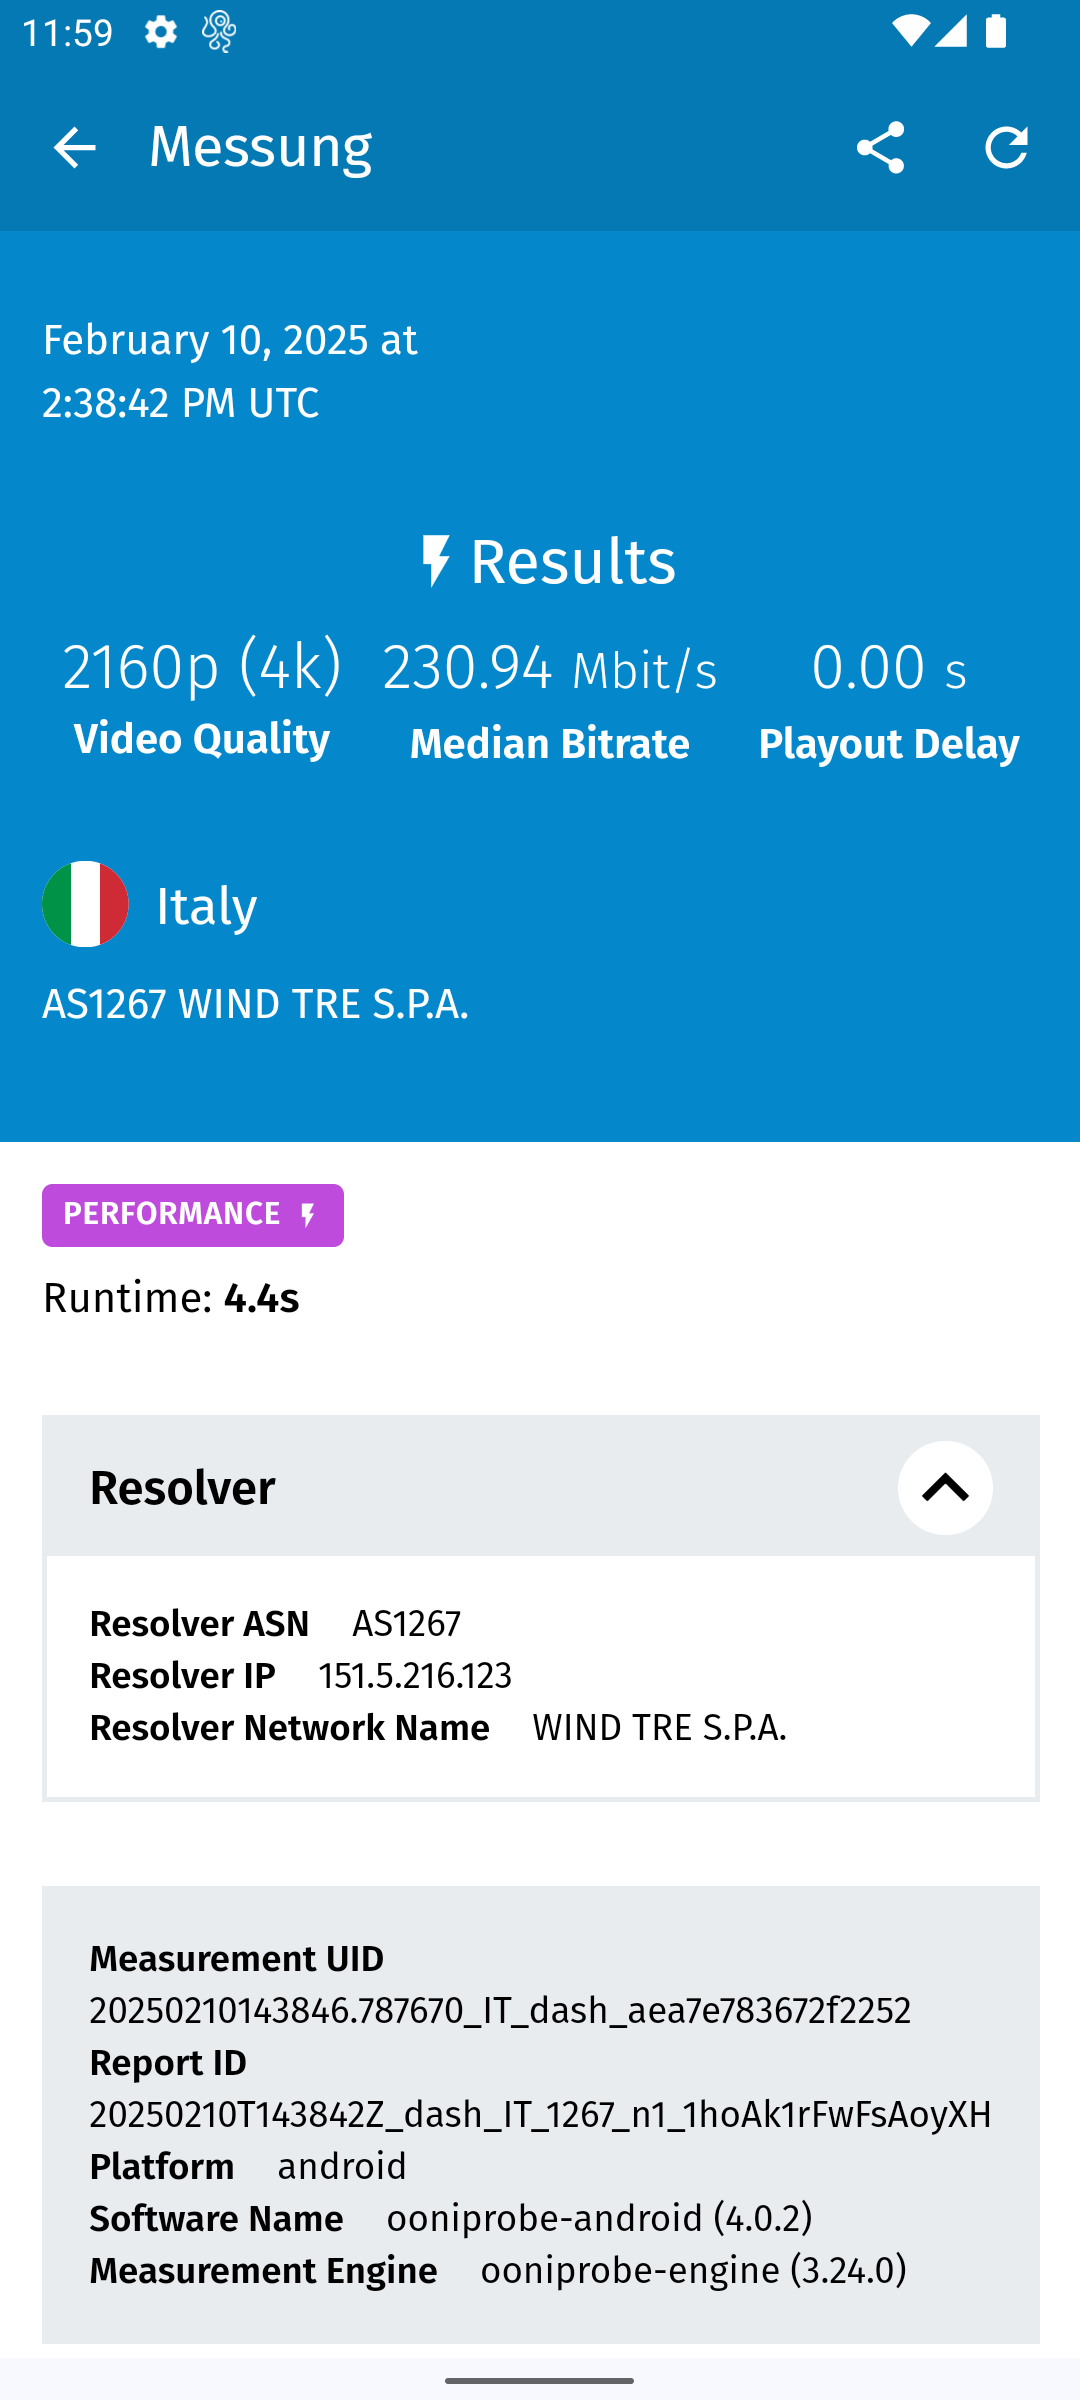 11:59
Messung
February 10, 2025 at
2:38:42 PM UTC
Results
2160p (4k) 230.94 Mbit/s 0.00 s
Video Quality Median Bitrate Playout Delay
Italy
AS1267 WIND TRE S.P.A.
PERFORMANCE
Runtime: 4.4s
Resolver
Resolver ASN AS1267
Resolver IP 151.5.216.123
Resolver Network Name WIND TRE S.P.A.
Measurement UID
20250210143846.787670_IT_dash_aea7e783672f2252
Report ID
20250210T143842Z_dash_IT_1267_n1_1hoAk1rFwFsAoyXH
Platform android
Software Name ooniprobe-android (4.0.2)
Measurement Engine ooniprobe-engine (3.24.0)